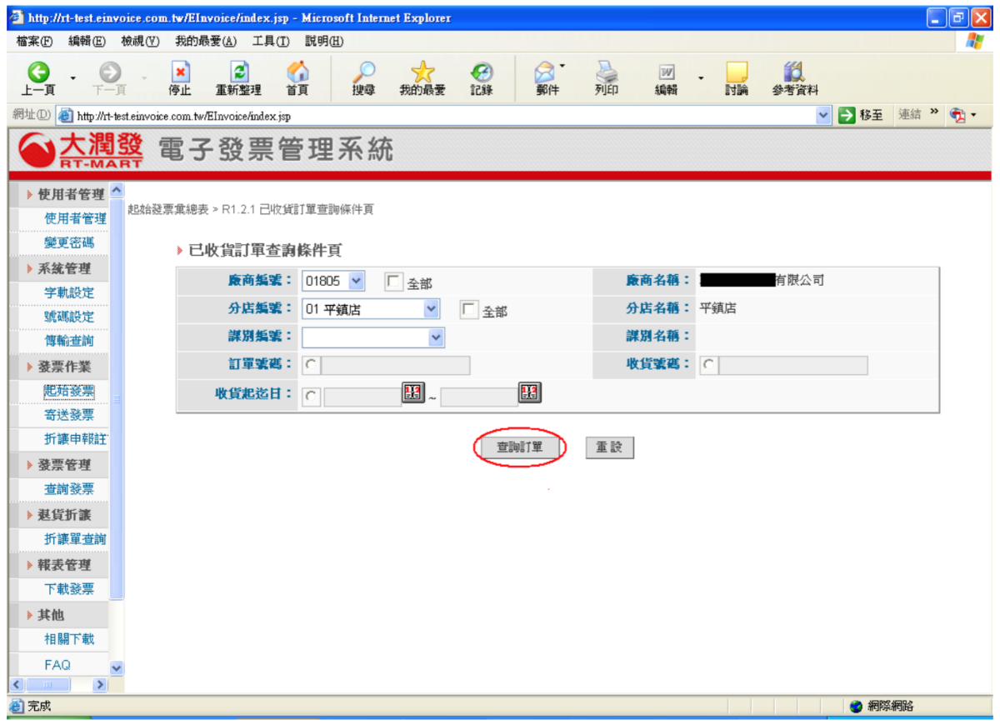 http://rt-test.einvoice.com.tw/EInvoice/index.jsp - Microsoft Internet Explorer
檔案(F) 編輯(E) 檢視(V) 我的最愛(A) 工具(T) 說明(H)
上一頁 下一頁 停止 重新整理 首頁 搜尋 我的最愛 記錄 郵件 列印 編輯 討論 參考資料
網址(D) http://rt-test.einvoice.com.tw/EInvoice/index.jsp 移至 連結 »
大潤發 RT-MART 電子發票管理系統
使用者管理
使用者管理
變更密碼
系統管理
字軌設定
號碼設定
傳輸查詢
發票作業
起始發票
寄送發票
折讓申報註
發票管理
查詢發票
退貨折讓
折讓單查詢
報表管理
下載發票
其他
相關下載
FAQ
起始發票彙總表 > R1.2.1 已收貨訂單查詢條件頁
已收貨訂單查詢條件頁
廠商編號： 01805 全部 廠商名稱： 有限公司
分店編號： 01 平鎮店 全部 分店名稱： 平鎮店
課別編號： 課別名稱：
訂單號碼： 收貨號碼：
收貨起迄日： ~
查詢訂單 重設
完成 網際網路